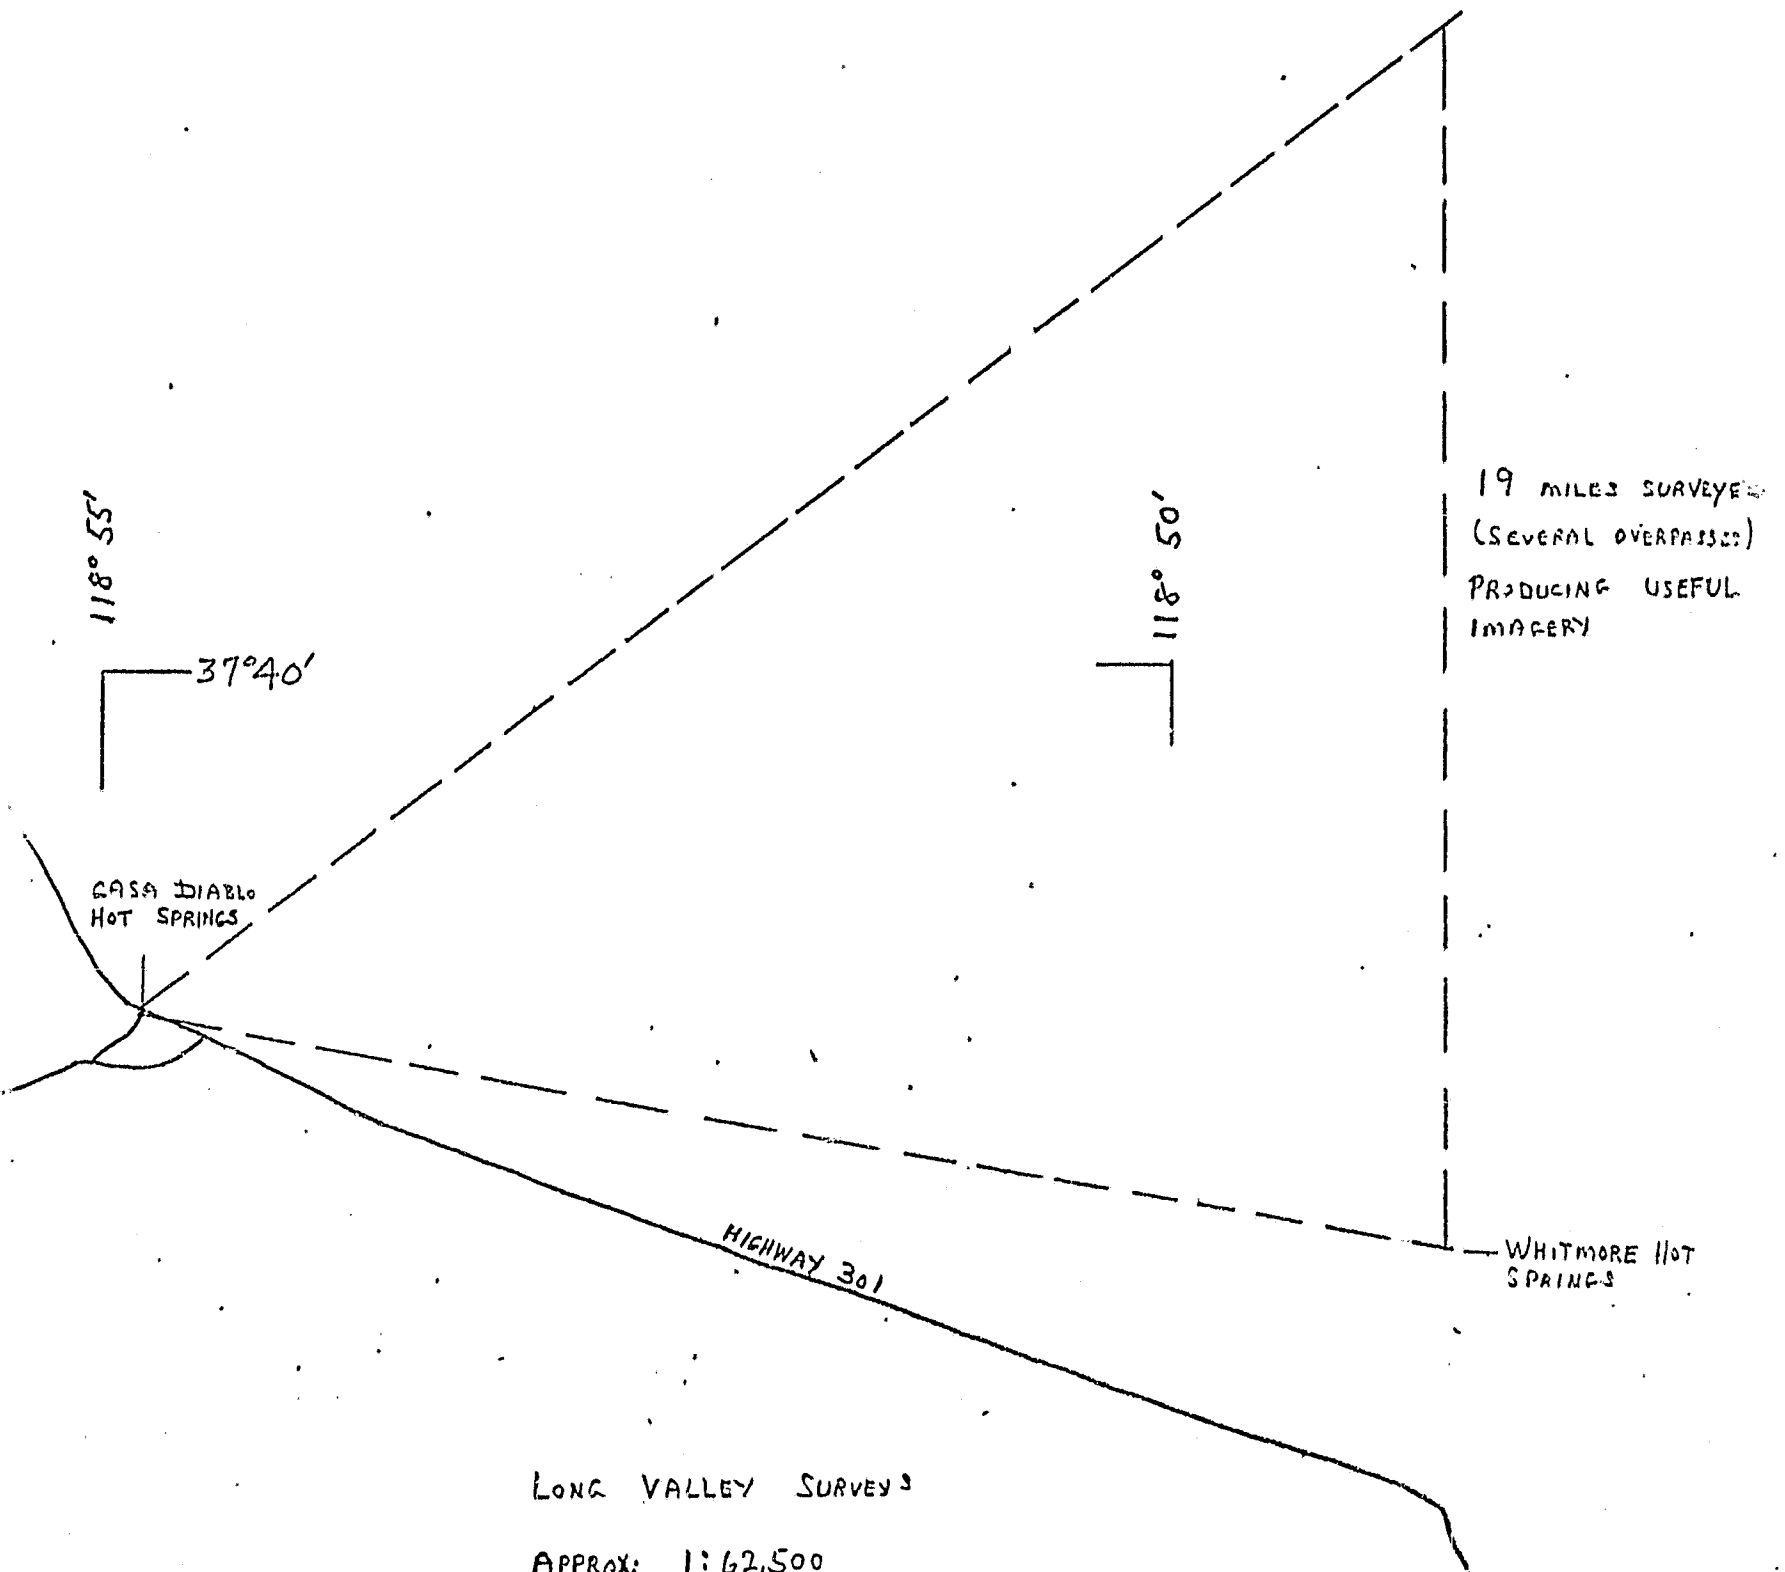 118° 55'
37°40'
118° 50'
19 MILES SURVEYE
(SEVERAL OVERPASSES)
PRODUCING USEFUL
IMAGERY
CASA DIABLO
HOT SPRINGS
HIGHWAY 301
WHITMORE HOT
SPRINGS
LONG VALLEY SURVEYS
APPROX: 1:62,500